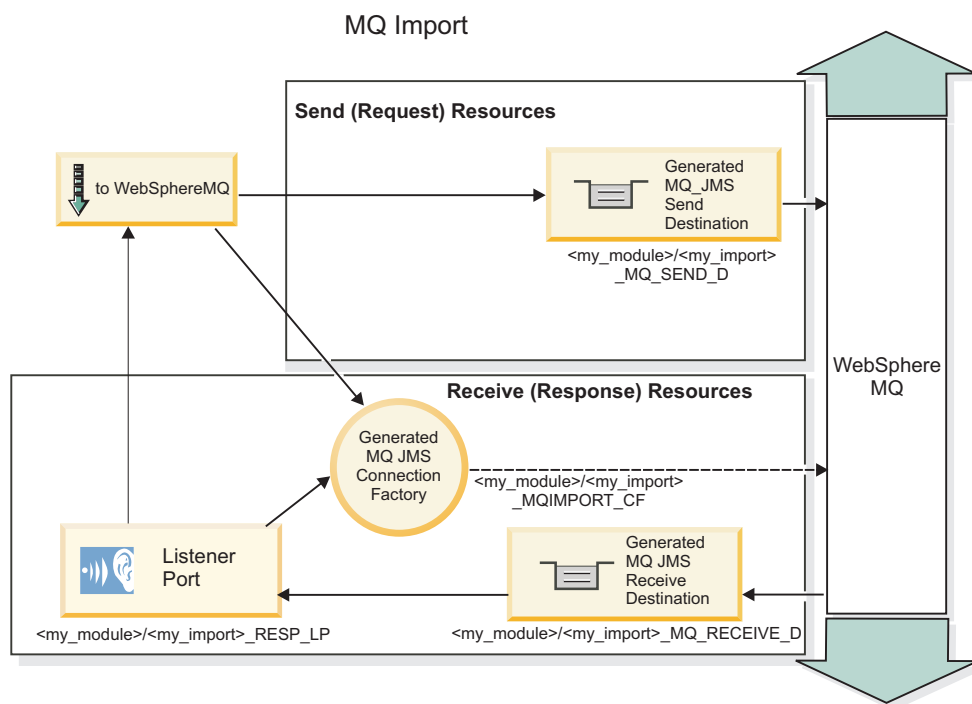 MQ Import
Send (Request) Resources
to WebSphereMQ
Generated
MQ_JMS
Send
Destination
<my_module>/<my_import>
_MQ_SEND_D
WebSphere
MQ
Receive (Response) Resources
Generated
MQ JMS
Connection
Factory
<my_module>/<my_import>
_MQIMPORT_CF
Listener
Port
<my_module>/<my_import>_RESP_LP
Generated
MQ JMS
Receive
Destination
<my_module>/<my_import>_MQ_RECEIVE_D